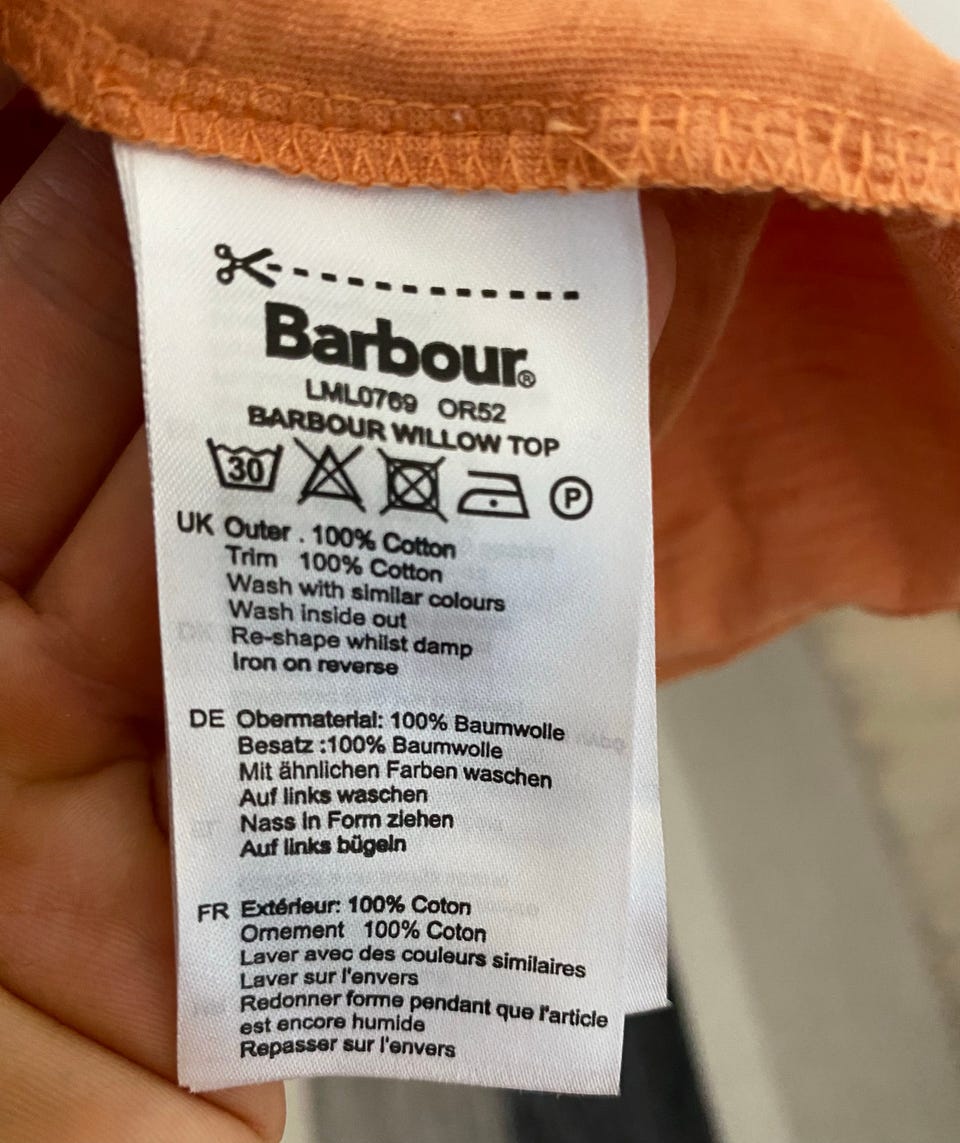 Barbour®
LML0769 OR52
BARBOUR WILLOW TOP
30 P
UK Outer . 100% Cotton
Trim 100% Cotton
Wash with similar colours
Wash inside out
Re-shape whilst damp
Iron on reverse
DE Obermaterial: 100% Baumwolle
Besatz :100% Baumwolle
Mit ähnlichen Farben waschen
Auf links waschen
Nass in Form ziehen
Auf links bügeln
FR Extérieur: 100% Coton
Ornement 100% Coton
Laver avec des couleurs similaires
Laver sur l'envers
Redonner forme pendant que l'article
est encore humide
Repasser sur l'envers